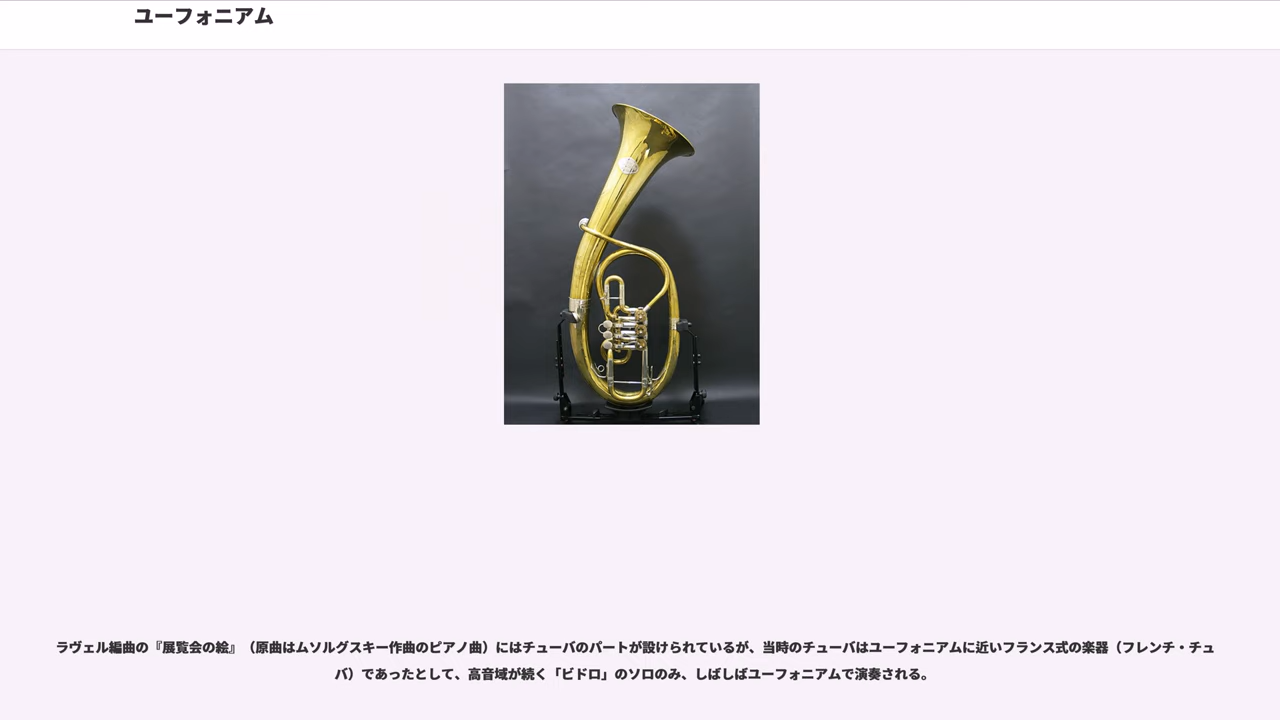 ユーフォニアム
ラヴェル編曲の『展覧会の絵』（原曲はムソルグスキー作曲のピアノ曲）にはチューバのパートが設けられているが、当時のチューバはユーフォニアムに近いフランス式の楽器（フレンチ・チュ
バ）であったとして、高音域が続く「ビドロ」のソロのみ、しばしばユーフォニアムで演奏される。